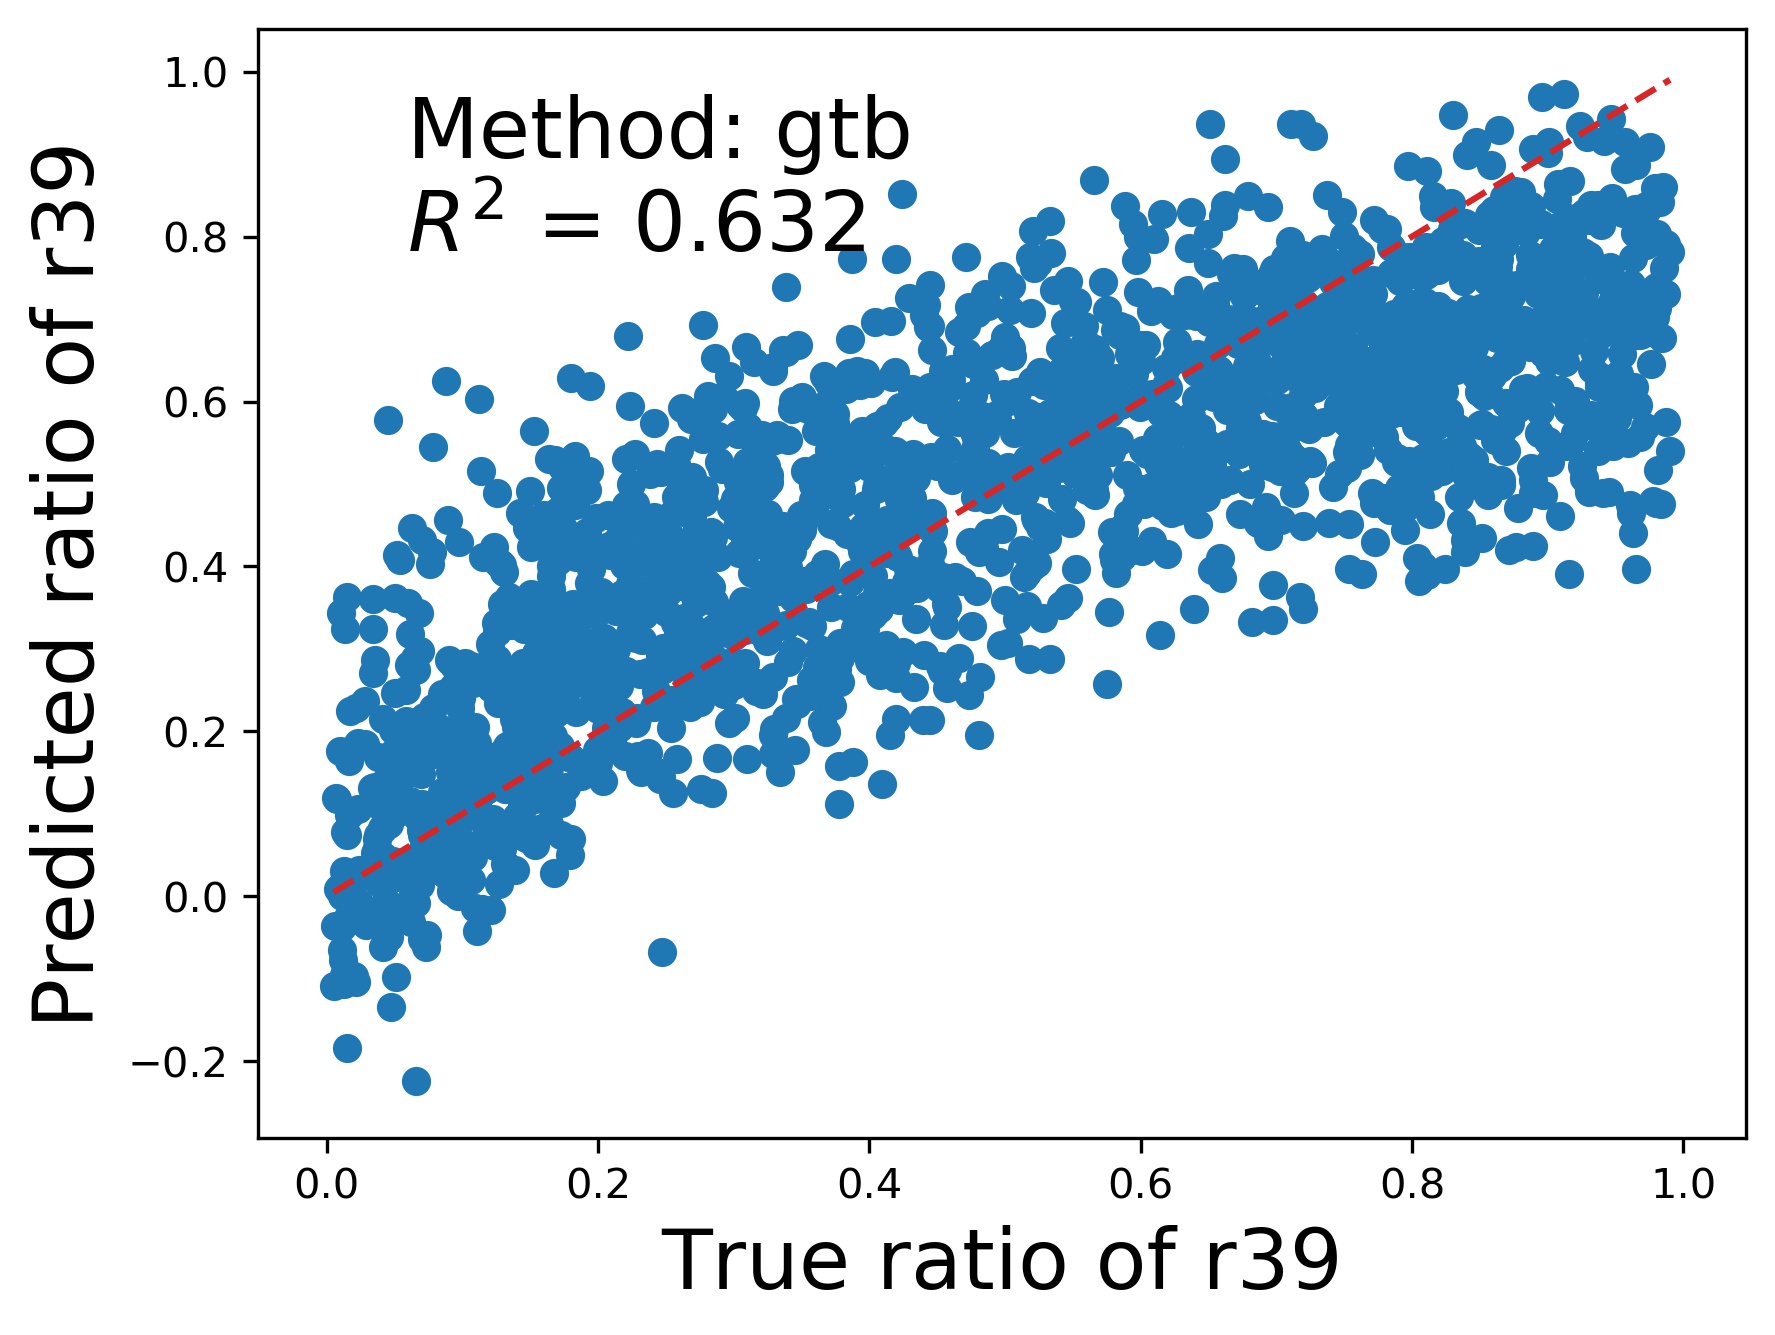 Method: gtb
R² = 0.632
1.0
0.8
0.6
0.4
0.2
0.0
−0.2
Predicted ratio of r39
0.0 0.2 0.4 0.6 0.8 1.0
True ratio of r39